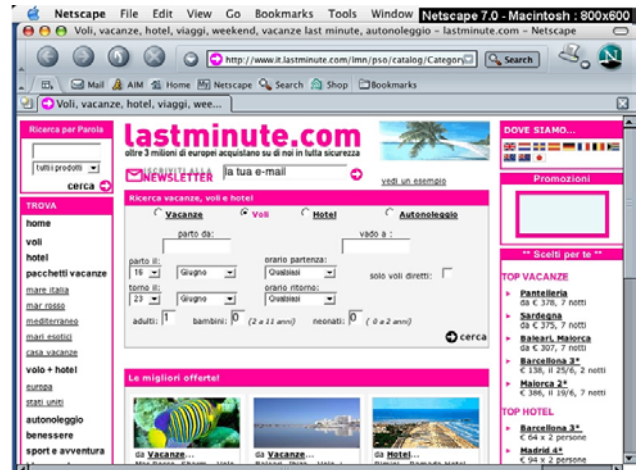 Netscape File Edit View Go Bookmarks Tools Window
Netscape 7.0 - Macintosh : 800x600
Voli, vacanze, hotel, viaggi, weekend, vacanze last minute, autonoleggio – lastminute.com – Netscape
http://www.it.lastminute.com/lmn/pso/catalog/Category
Search
Mail AIM Home Netscape Search Shop Bookmarks
Voli, vacanze, hotel, viaggi, wee...
Ricerca per Parola
tutti i prodotti
cerca
TROVA
home
voli
hotel
pacchetti vacanze
mare italia
mar rosso
mediterraneo
mari esotici
casa vacanze
volo + hotel
europa
stati uniti
autonoleggio
benessere
sport e avventura
lastminute.com
oltre 3 milioni di europei acquistano su di noi in tutta sicurezza
ISCRIVITI ALLA
NEWSLETTER
la tua e-mail
vedi un esempio
Ricerca vacanze, voli e hotel
Vacanze Voli Hotel Autonoleggio
parto da: vado a :
parto il: orario partenza:
16 Giugno Qualsiasi
solo voli diretti:
torno il: orario ritorno:
23 Giugno Qualsiasi
adulti: 1 bambini: 0 (2 a 11 anni) neonati: 0 ( 0 a 2 anni)
cerca
Le migliori offerte!
da Vacanze...
da Vacanze...
da Hotel...
DOVE SIAMO...
Promozioni
** Scelti per te **
TOP VACANZE
Pantelleria
da € 378, 7 notti
Sardegna
da € 375, 7 notti
Baleari, Maiorca
da € 307, 7 notti
Barcellona 3*
€ 138, il 25/6, 2 notti
Maiorca 2*
€ 386, il 19/6, 7 notti
TOP HOTEL
Barcellona 3*
€ 64 x 2 persone
Madrid 4*
€ 94 x 2 persone